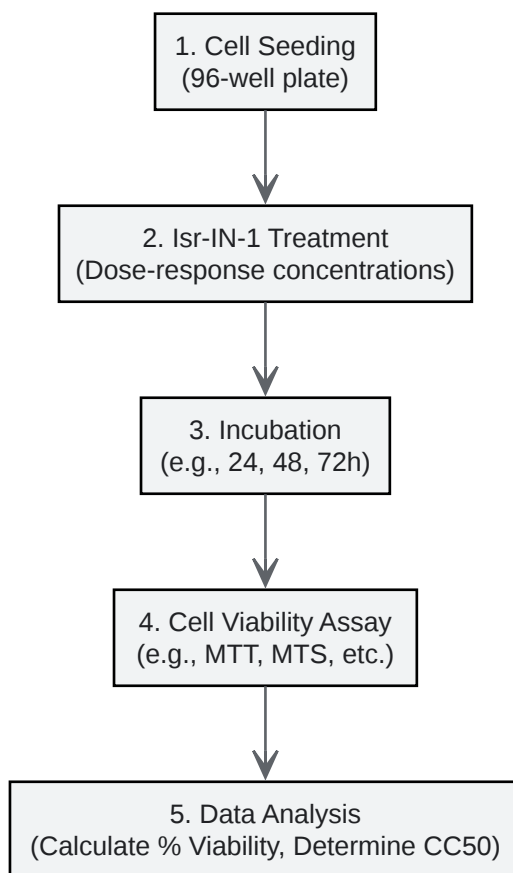 1. Cell Seeding
(96-well plate)
2. Isr-IN-1 Treatment
(Dose-response concentrations)
3. Incubation
(e.g., 24, 48, 72h)
4. Cell Viability Assay
(e.g., MTT, MTS, etc.)
5. Data Analysis
(Calculate % Viability, Determine CC50)